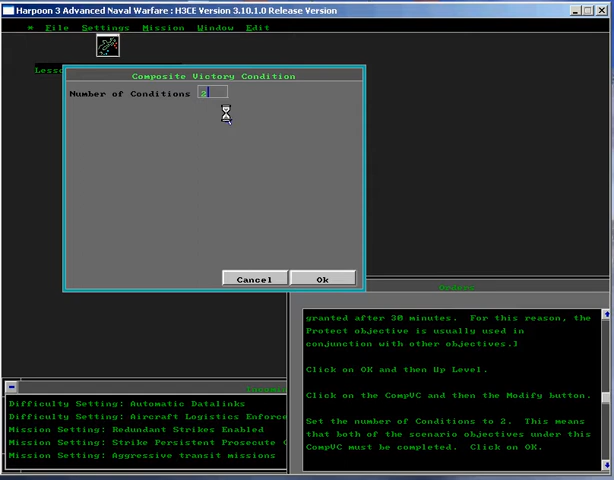 Harpoon 3 Advanced Naval Warfare : H3CE Version 3.10.1.0 Release Version
* File Settings Mission Window Edit
Composite Victory Condition
Number of Conditions 2
Cancel Ok
Orders
granted after 30 minutes. For this reason, the
Protect objective is usually used in
conjunction with other objectives.]
Click on OK and then Up Level.
Click on the CompVC and then the Modify button.
Set the number of Conditions to 2. This means
that both of the scenario objectives under this
CompVC must be completed. Click on OK.
Difficulty Setting: Automatic Datalinks
Difficulty Setting: Aircraft Logistics Enforce
Mission Setting: Redundant Strikes Enabled
Mission Setting: Strike Persistent Prosecute
Mission Setting: Aggressive transit missions